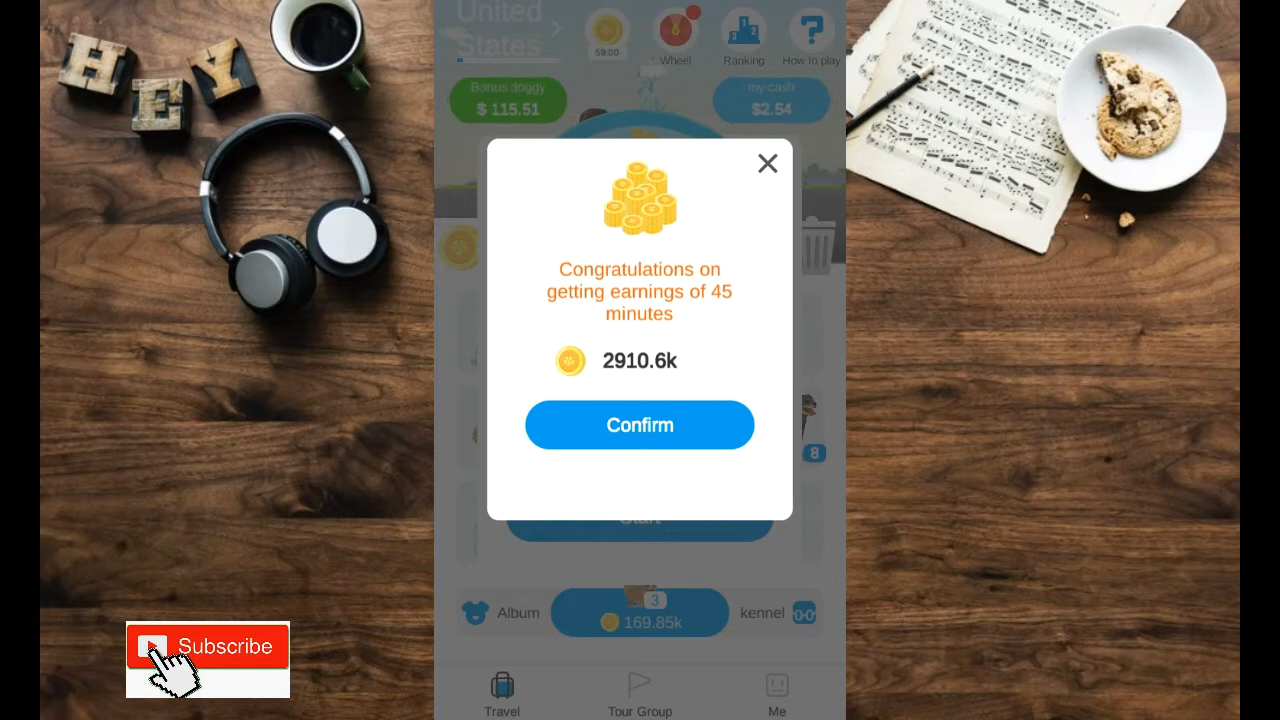 HEY
United
States
59:00
Wheel
Ranking
How to play
Bonus doggy
$ 115.51
my cash
$2.54
Congratulations on
getting earnings of 45
minutes
2910.6k
Confirm
8
Start
3
Album
169.85k
kennel
Subscribe
Travel
Tour Group
Me